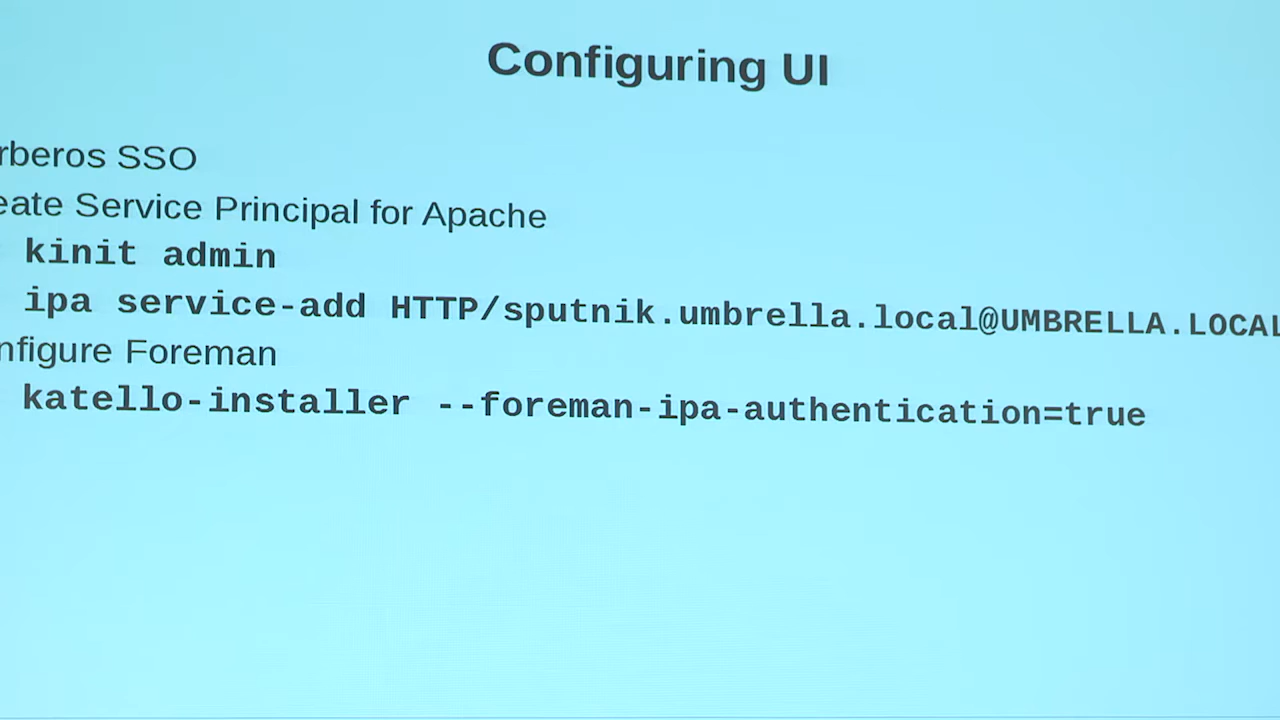 Configuring UI
rberos SSO
eate Service Principal for Apache
kinit admin
ipa service-add HTTP/sputnik.umbrella.local@UMBRELLA.LOCAL
nfigure Foreman
katello-installer --foreman-ipa-authentication=true